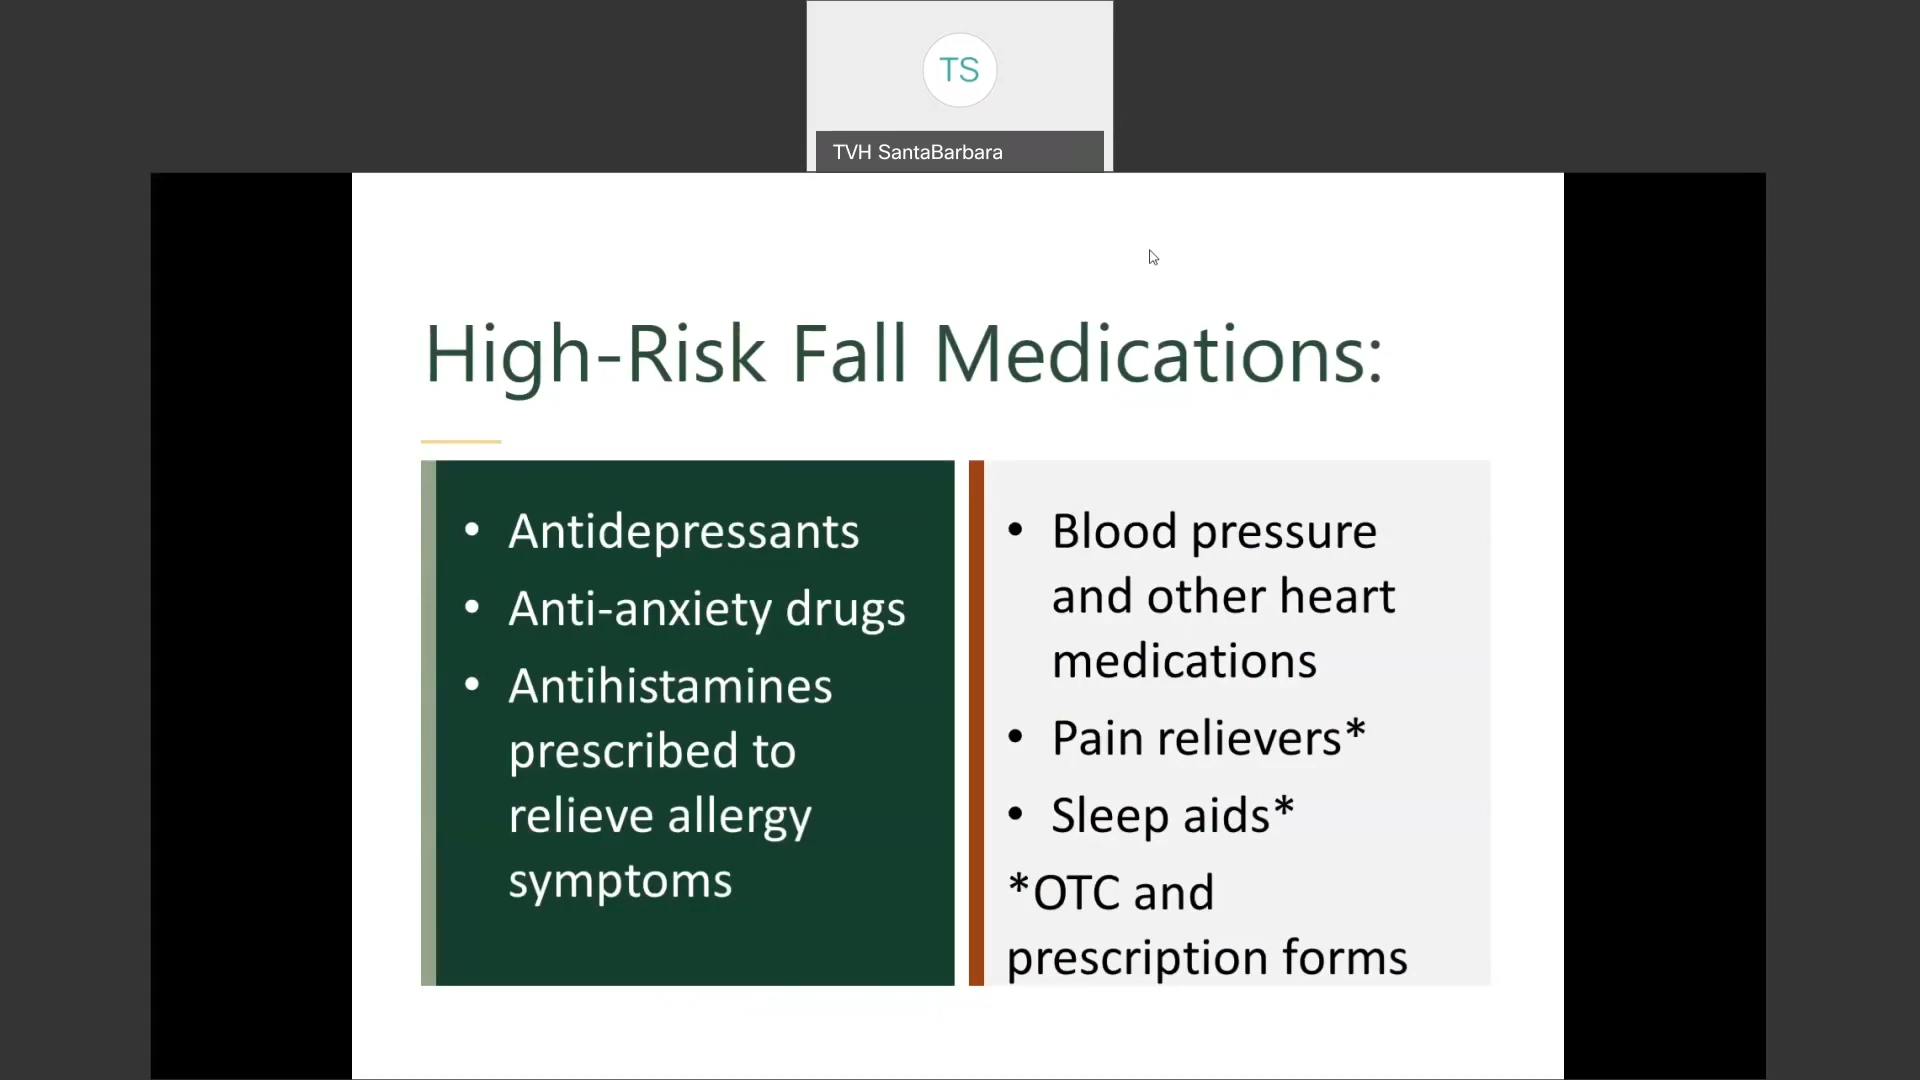 TS
TVH SantaBarbara
High-Risk Fall Medications:
• Antidepressants
• Anti-anxiety drugs
• Antihistamines
prescribed to
relieve allergy
symptoms
• Blood pressure
and other heart
medications
• Pain relievers*
• Sleep aids*
*OTC and
prescription forms